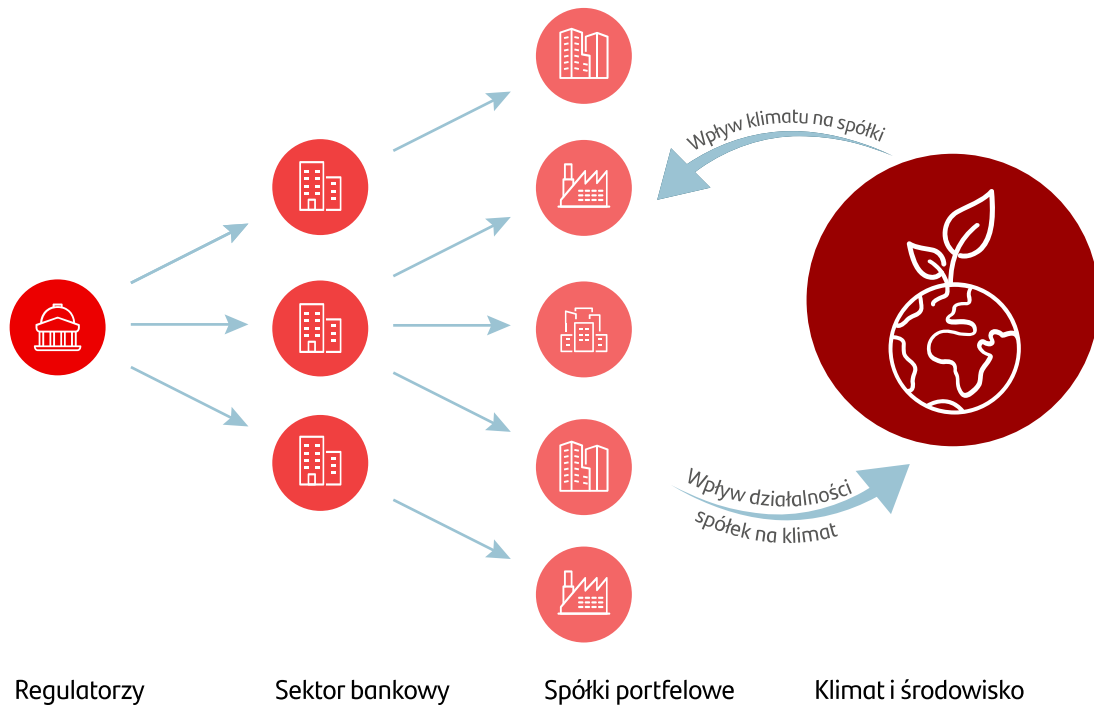 Wpływ klimatu na spółki
Wpływ działalności
spółek na klimat
Regulatorzy
Sektor bankowy
Spółki portfelowe
Klimat i środowisko